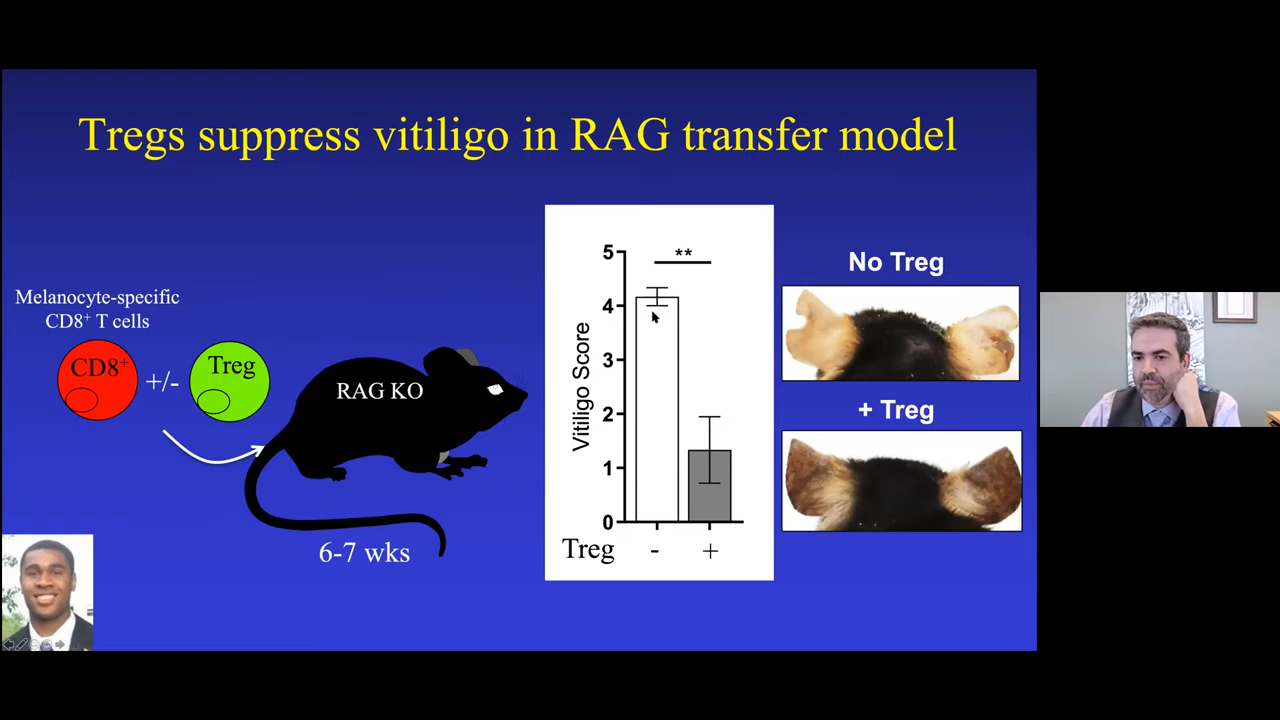 Tregs suppress vitiligo in RAG transfer model
Melanocyte-specific
CD8⁺ T cells
CD8⁺
+/-
Treg
RAG KO
6-7 wks
**
5
4
3
2
1
0
Vitiligo Score
Treg - +
No Treg
+ Treg